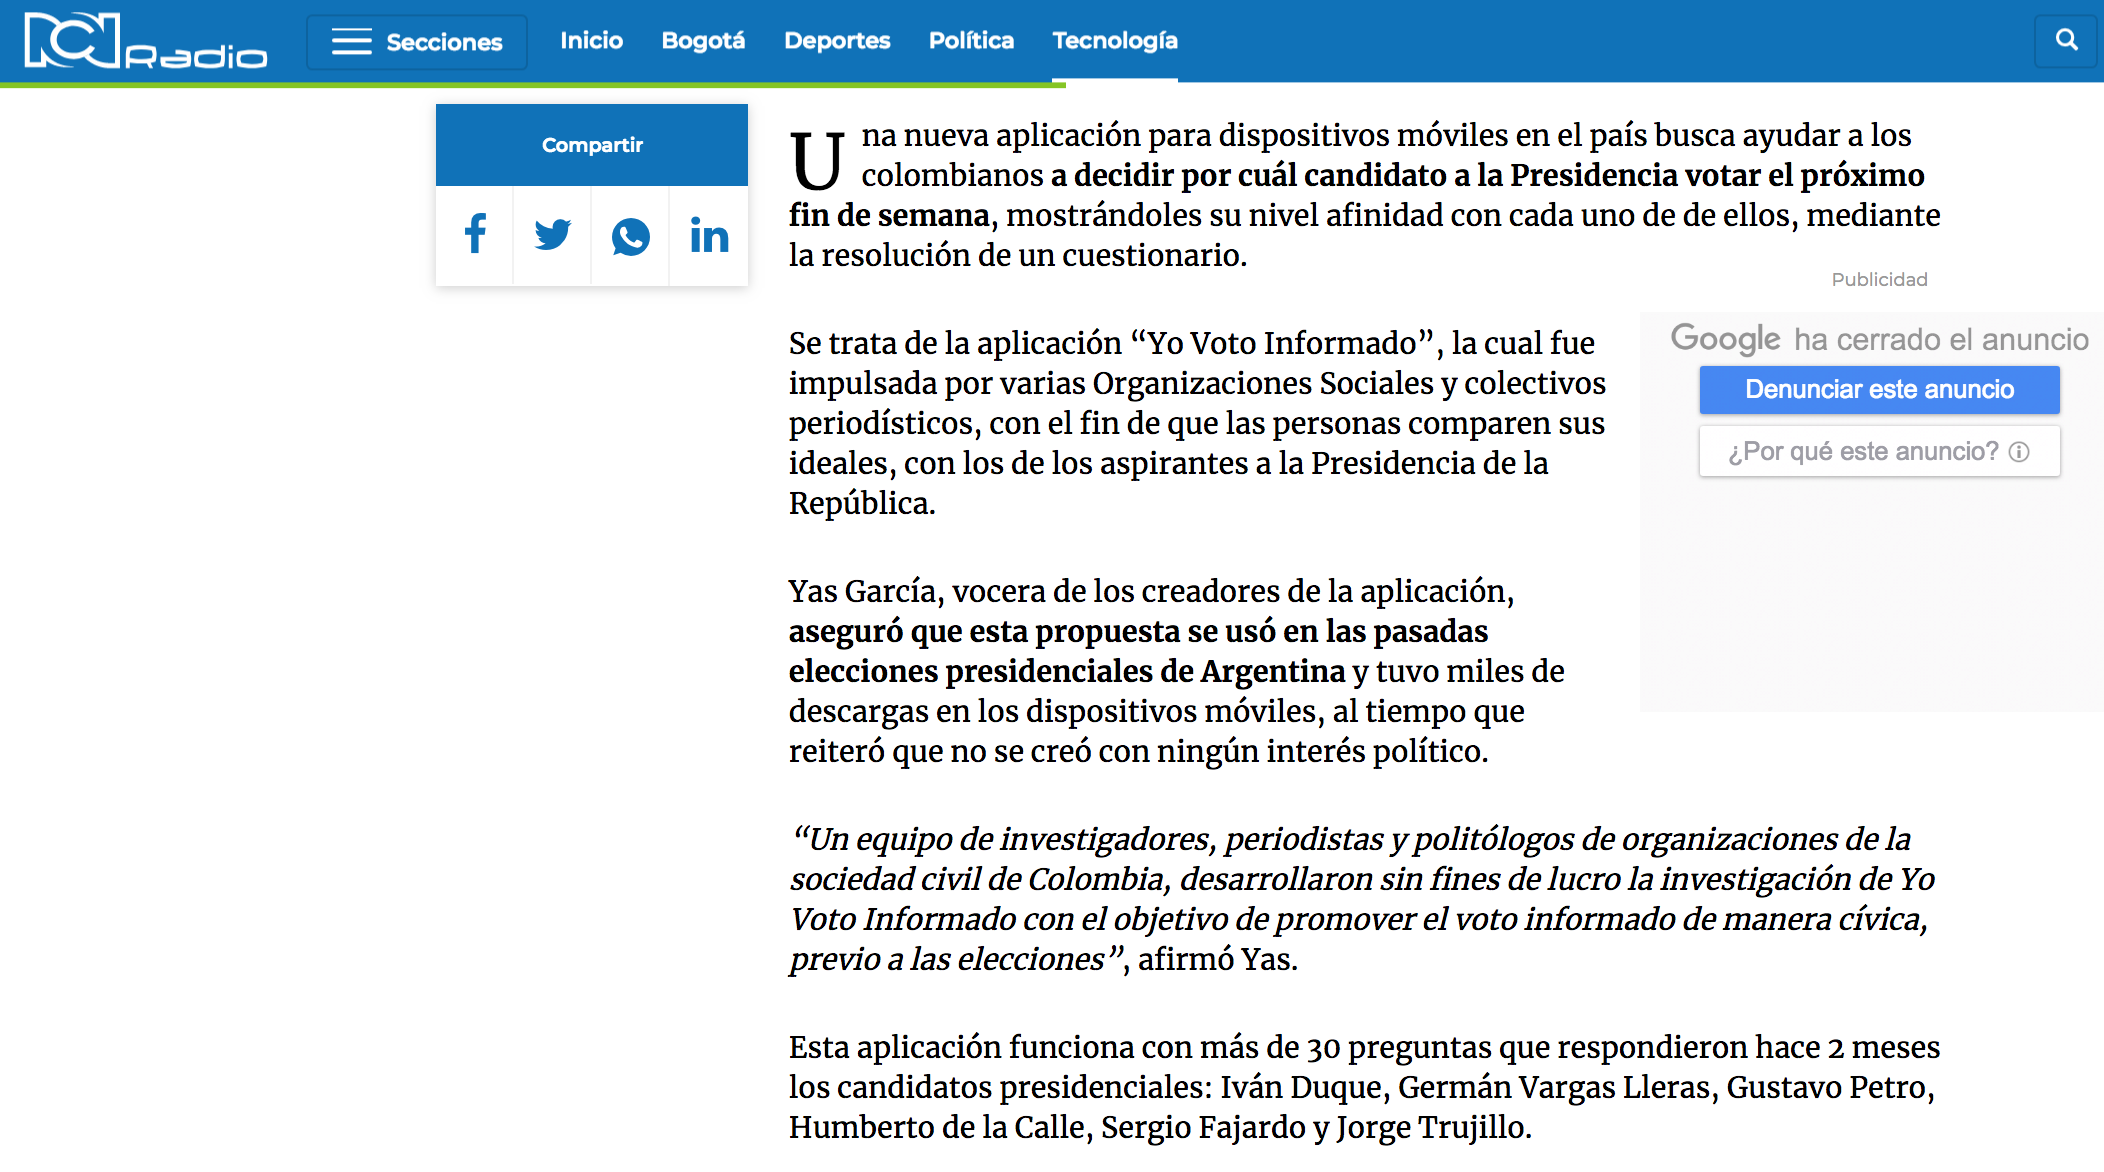 RCN Radio
Secciones
Inicio
Bogotá
Deportes
Política
Tecnología
Compartir
Una nueva aplicación para dispositivos móviles en el país busca ayudar a los
colombianos a decidir por cuál candidato a la Presidencia votar el próximo
fin de semana, mostrándoles su nivel afinidad con cada uno de de ellos, mediante
la resolución de un cuestionario.
Publicidad
Google ha cerrado el anuncio
Denunciar este anuncio
¿Por qué este anuncio?
Se trata de la aplicación “Yo Voto Informado”, la cual fue
impulsada por varias Organizaciones Sociales y colectivos
periodísticos, con el fin de que las personas comparen sus
ideales, con los de los aspirantes a la Presidencia de la
República.
Yas García, vocera de los creadores de la aplicación,
aseguró que esta propuesta se usó en las pasadas
elecciones presidenciales de Argentina y tuvo miles de
descargas en los dispositivos móviles, al tiempo que
reiteró que no se creó con ningún interés político.
“Un equipo de investigadores, periodistas y politólogos de organizaciones de la
sociedad civil de Colombia, desarrollaron sin fines de lucro la investigación de Yo
Voto Informado con el objetivo de promover el voto informado de manera cívica,
previo a las elecciones”, afirmó Yas.
Esta aplicación funciona con más de 30 preguntas que respondieron hace 2 meses
los candidatos presidenciales: Iván Duque, Germán Vargas Lleras, Gustavo Petro,
Humberto de la Calle, Sergio Fajardo y Jorge Trujillo.